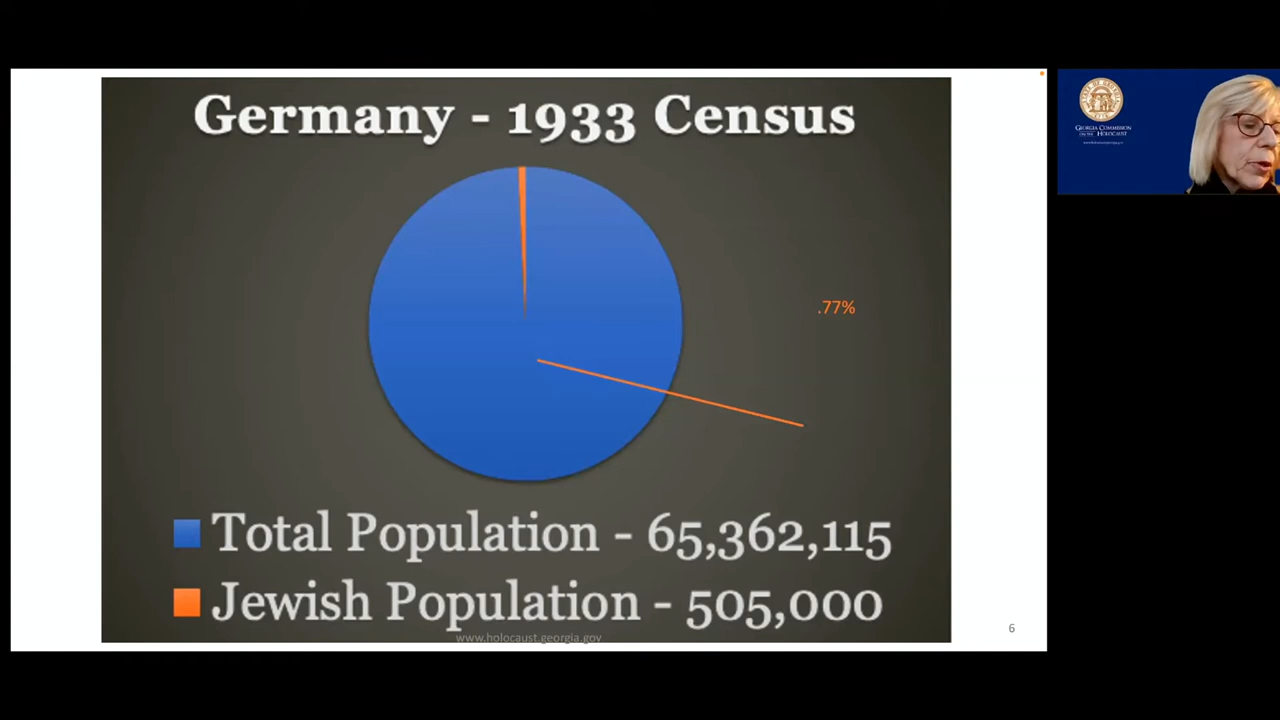 Germany - 1933 Census
.77%
Total Population - 65,362,115
Jewish Population - 505,000
www.holocaust.georgia.gov
6
GEORGIA COMMISSION
ON THE HOLOCAUST